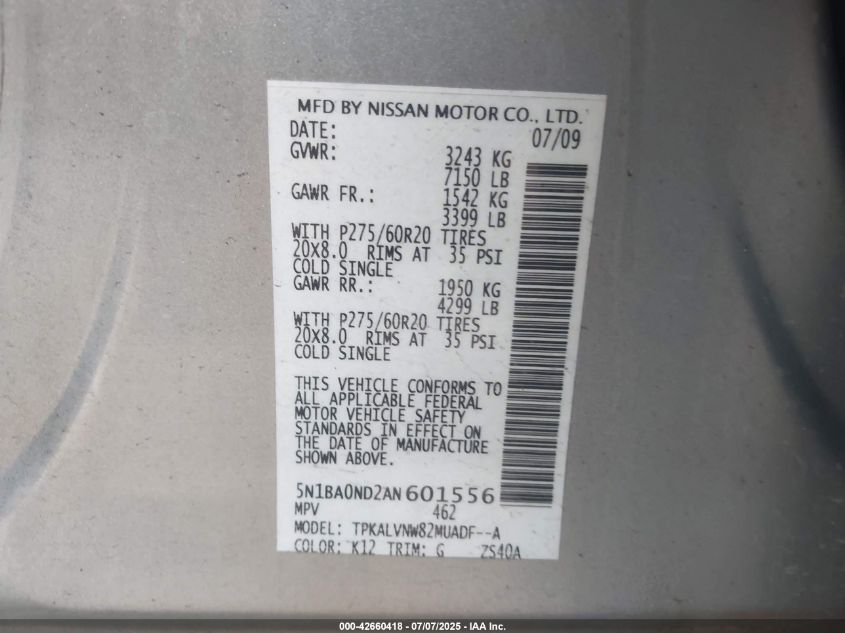 MFD BY NISSAN MOTOR CO., LTD.
DATE: 07/09
GVWR: 3243 KG
7150 LB
GAWR FR.: 1542 KG
3399 LB
WITH P275/60R20 TIRES
20X8.0 RIMS AT 35 PSI
COLD SINGLE
GAWR RR.: 1950 KG
4299 LB
WITH P275/60R20 TIRES
20X8.0 RIMS AT 35 PSI
COLD SINGLE
THIS VEHICLE CONFORMS TO
ALL APPLICABLE FEDERAL
MOTOR VEHICLE SAFETY
STANDARDS IN EFFECT ON
THE DATE OF MANUFACTURE
SHOWN ABOVE.
5N1BA0ND2AN601556
MPV 462
MODEL: TPKALVNW82MUADF--A
COLOR: K12 TRIM: G ZS40A
000-42660418 - 07/07/2025 - IAA Inc.